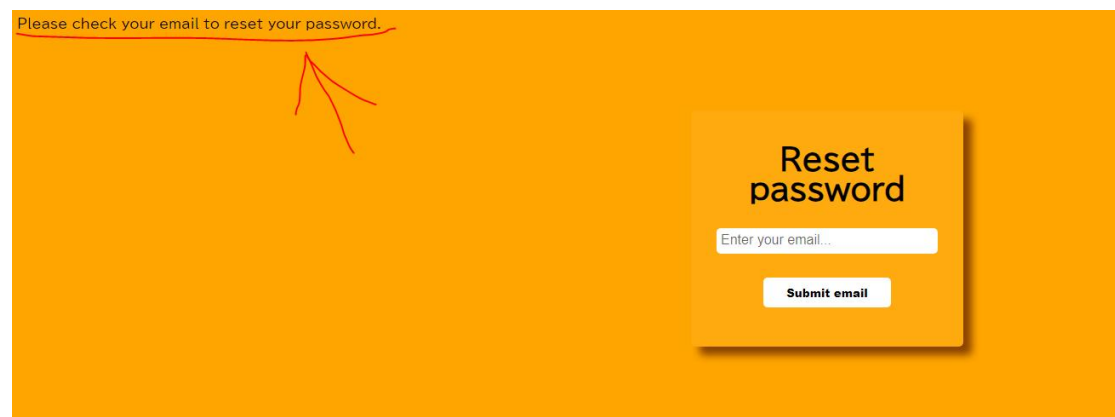 Please check your email to reset your password.
Reset
password
Enter your email...
Submit email